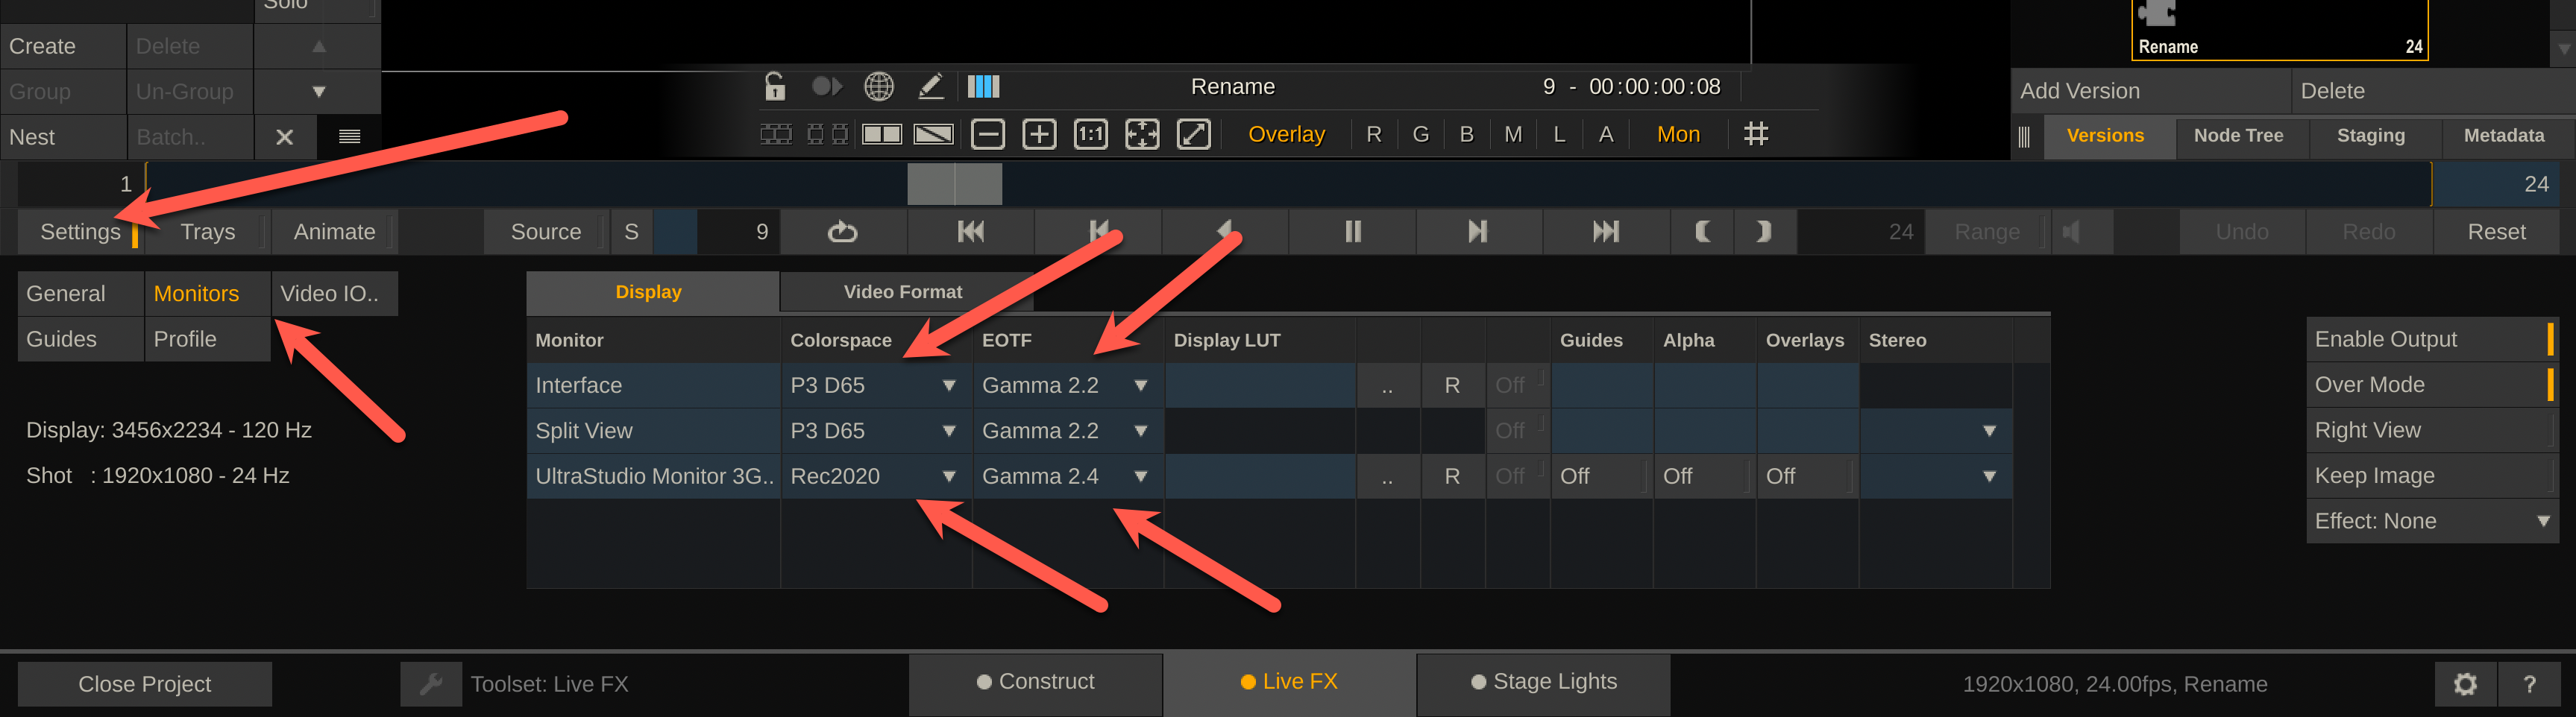 Solo
Create Delete
Group Un-Group
Nest Batch..
Rename 9 - 00:00:00:08
1:1 Overlay R G B M L A Mon
Rename 24
Add Version Delete
Versions Node Tree Staging Metadata
1 24
Settings Trays Animate Source S 9 24 Range Undo Redo Reset
General Monitors Video IO..
Guides Profile
Display: 3456x2234 - 120 Hz
Shot : 1920x1080 - 24 Hz
Display Video Format
Monitor Colorspace EOTF Display LUT Guides Alpha Overlays Stereo
Interface P3 D65 Gamma 2.2 .. R Off
Split View P3 D65 Gamma 2.2 Off
UltraStudio Monitor 3G.. Rec2020 Gamma 2.4 .. R Off Off Off Off
Enable Output
Over Mode
Right View
Keep Image
Effect: None
Close Project Toolset: Live FX Construct Live FX Stage Lights 1920x1080, 24.00fps, Rename ?